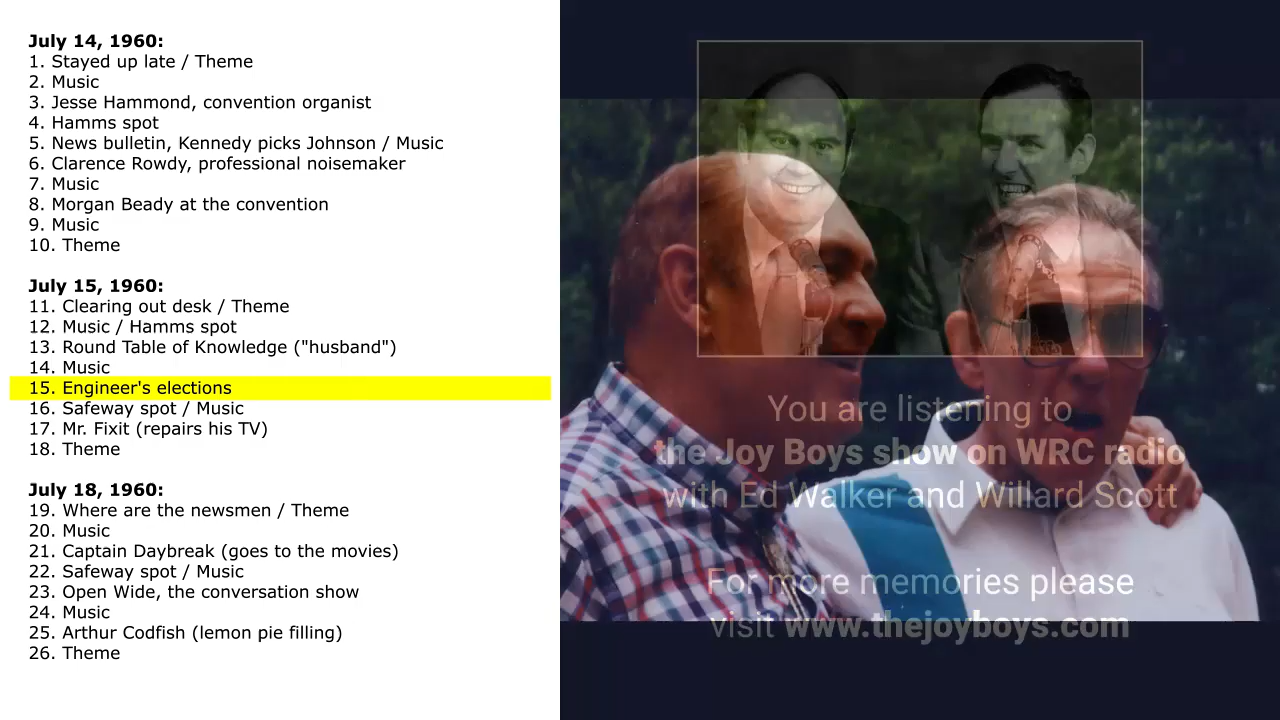 July 14, 1960:
1. Stayed up late / Theme
2. Music
3. Jesse Hammond, convention organist
4. Hamms spot
5. News bulletin, Kennedy picks Johnson / Music
6. Clarence Rowdy, professional noisemaker
7. Music
8. Morgan Beady at the convention
9. Music
10. Theme
July 15, 1960:
11. Clearing out desk / Theme
12. Music / Hamms spot
13. Round Table of Knowledge ("husband")
14. Music
15. Engineer's elections
16. Safeway spot / Music
17. Mr. Fixit (repairs his TV)
18. Theme
July 18, 1960:
19. Where are the newsmen / Theme
20. Music
21. Captain Daybreak (goes to the movies)
22. Safeway spot / Music
23. Open Wide, the conversation show
24. Music
25. Arthur Codfish (lemon pie filling)
26. Theme
You are listening to
the Joy Boys show on WRC radio
with Ed Walker and Willard Scott
For more memories please
visit www.thejoyboys.com